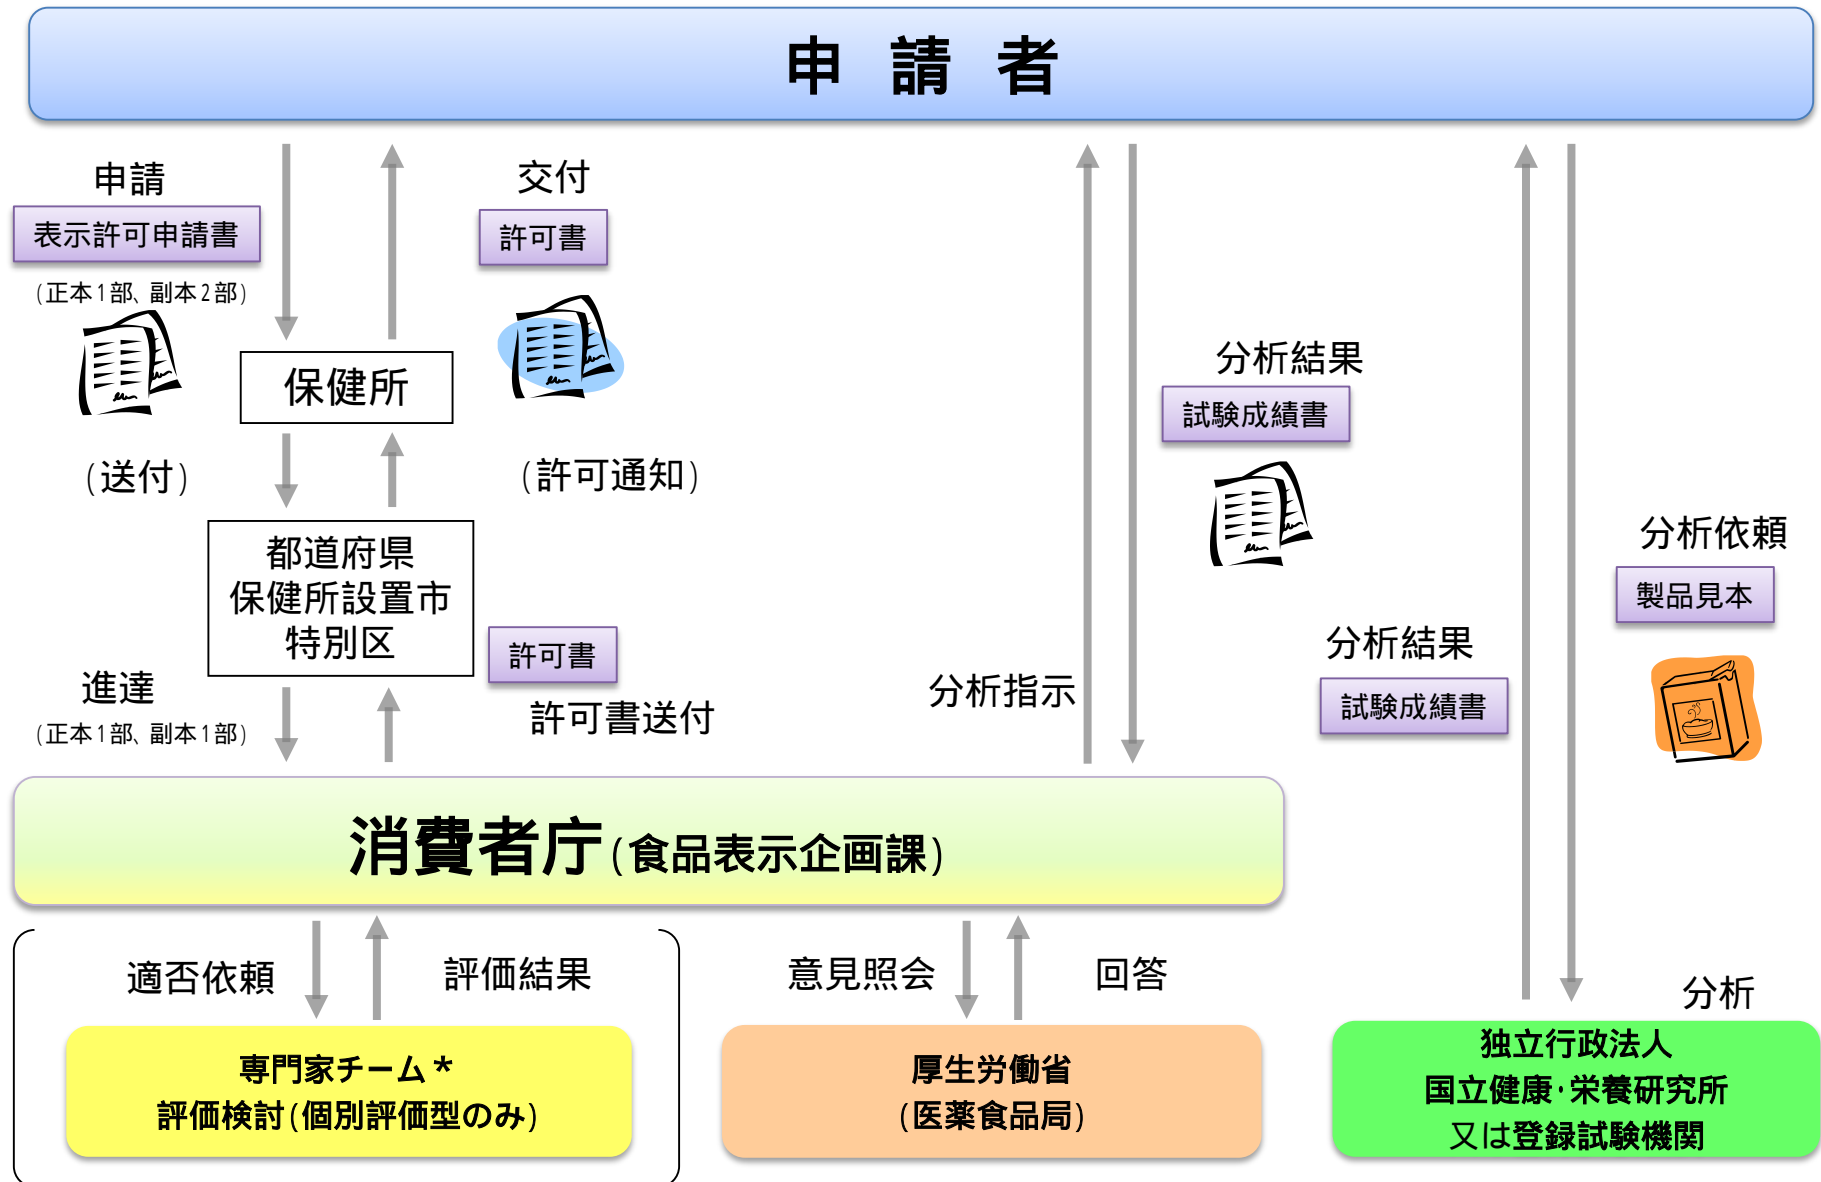 申 請 者
申請
表示許可申請書
(正本1部、副本2部)
交付
許可書
保健所
(送付)
(許可通知)
都道府県
保健所設置市
特別区
許可書
許可書送付
進達
(正本1部、副本1部)
分析指示
分析結果
試験成績書
分析結果
試験成績書
分析依頼
製品見本
消費者庁(食品表示企画課)
適否依頼
評価結果
専門家チーム*
評価検討(個別評価型のみ)
意見照会
回答
厚生労働省
(医薬食品局)
分析
独立行政法人
国立健康・栄養研究所
又は登録試験機関